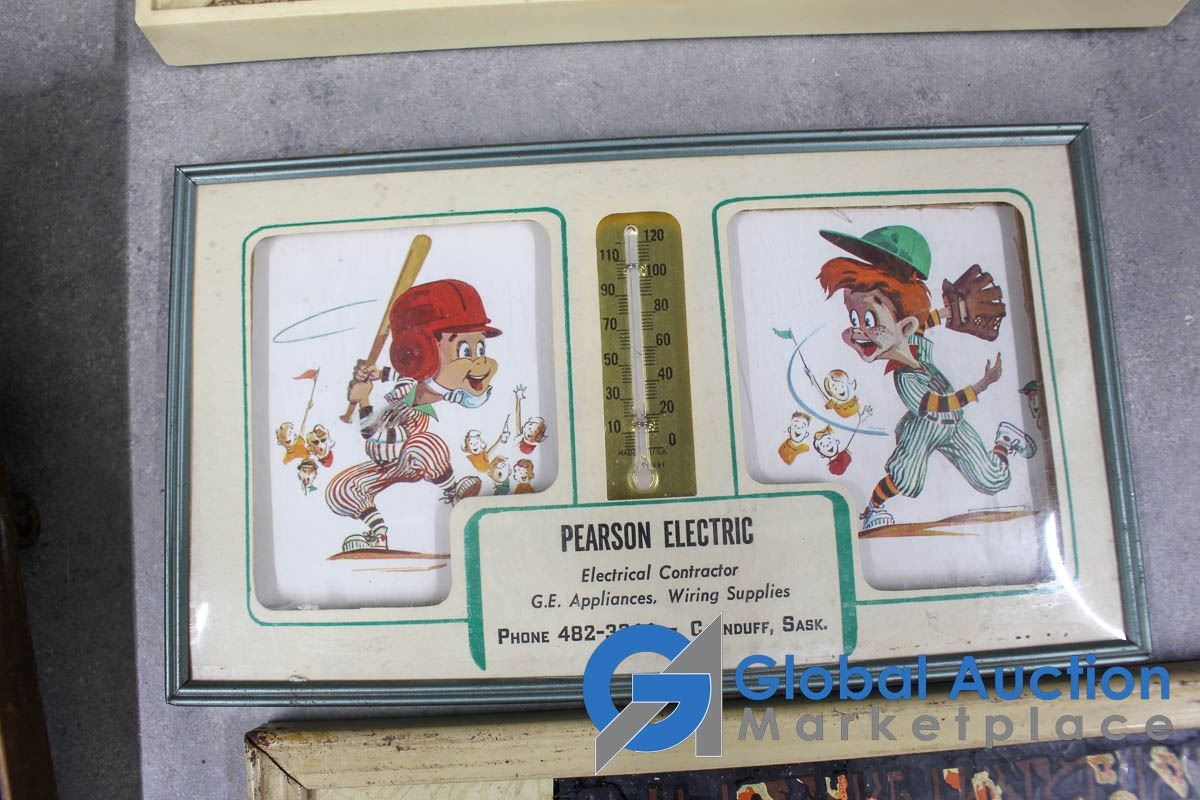 120
110
100
90
80
70
60
50
40
30
20
10
0
PEARSON ELECTRIC
Electrical Contractor
G.E. Appliances, Wiring Supplies
PHONE 482- SASK.
Global Auction
Marketplace